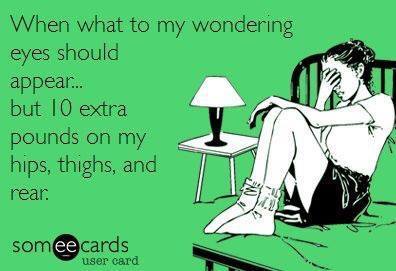 When what to my wondering
eyes should
appear...
but 10 extra
pounds on my
hips, thighs, and
rear.
someecards
user card